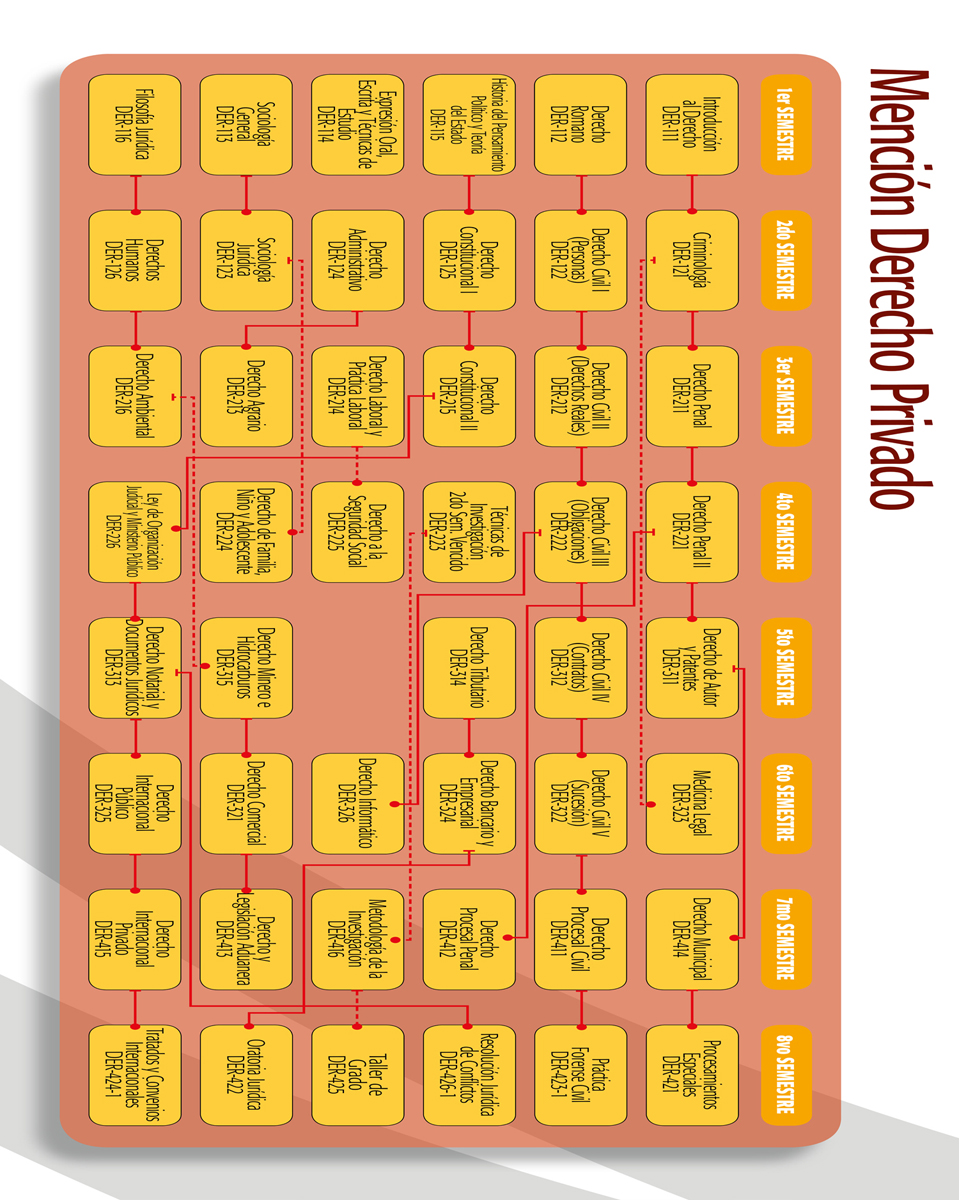 Mención Derecho Privado
1er SEMESTRE
Introducción
al Derecho
DER-111
Derecho
Romano
DER-112
Historia del Pensamiento
Político y Teoría
del Estado
DER-115
Expresión Oral,
Escrita y Técnicas de
Estudio
DER-114
Sociología
General
DER-113
Filosofía Jurídica
DER-116
2do SEMESTRE
Criminología
DER-121
Derecho Civil I
(Personas)
DER-122
Derecho
Constitucional I
DER-125
Derecho
Administrativo
DER-124
Sociología
Jurídica
DER-123
Derechos
Humanos
DER-126
3er SEMESTRE
Derecho Penal
DER-211
Derecho Civil II
(Derechos Reales)
DER-212
Derecho
Constitucional II
DER-215
Derecho Laboral y
Práctica Laboral
DER-214
Derecho Agrario
DER-213
Derecho Ambiental
DER-216
4to SEMESTRE
Derecho Penal II
DER-221
Derecho Civil III
(Obligaciones)
DER-222
Técnicas de
Investigación
2do Sem. Vencido
DER-223
Derecho a la
Seguridad Social
DER-225
Derecho de Familia,
Niño y Adolescente
DER-224
Ley de Organización
Judicial y Ministerio Público
DER-226
5to SEMESTRE
Derecho de Autor
y Patentes
DER-311
Derecho Civil IV
(Contratos)
DER-312
Derecho Tributario
DER-314
Derecho Minero e
Hidrocarburos
DER-315
Derecho Notarial y
Documentos Jurídicos
DER-313
6to SEMESTRE
Medicina Legal
DER-323
Derecho Civil V
(Sucesión)
DER-322
Derecho Bancario y
Empresarial
DER-324
Derecho Informático
DER-326
Derecho Comercial
DER-321
Derecho
Internacional
Público
DER-325
7mo SEMESTRE
Derecho Municipal
DER-414
Derecho
Procesal Civil
DER-411
Derecho
Procesal Penal
DER-412
Metodología de la
Investigación
DER-416
Derecho y
Legislación Aduanera
DER-413
Derecho
Internacional
Privado
DER-415
8vo SEMESTRE
Procesamientos
Especiales
DER-421
Práctica
Forense Civil
DER-423-1
Resolución Jurídica
de Conflictos
DER-426-1
Taller de
Grado
DER-425
Oratoria Jurídica
DER-422
Tratados y Convenios
Internacionales
DER-424-1